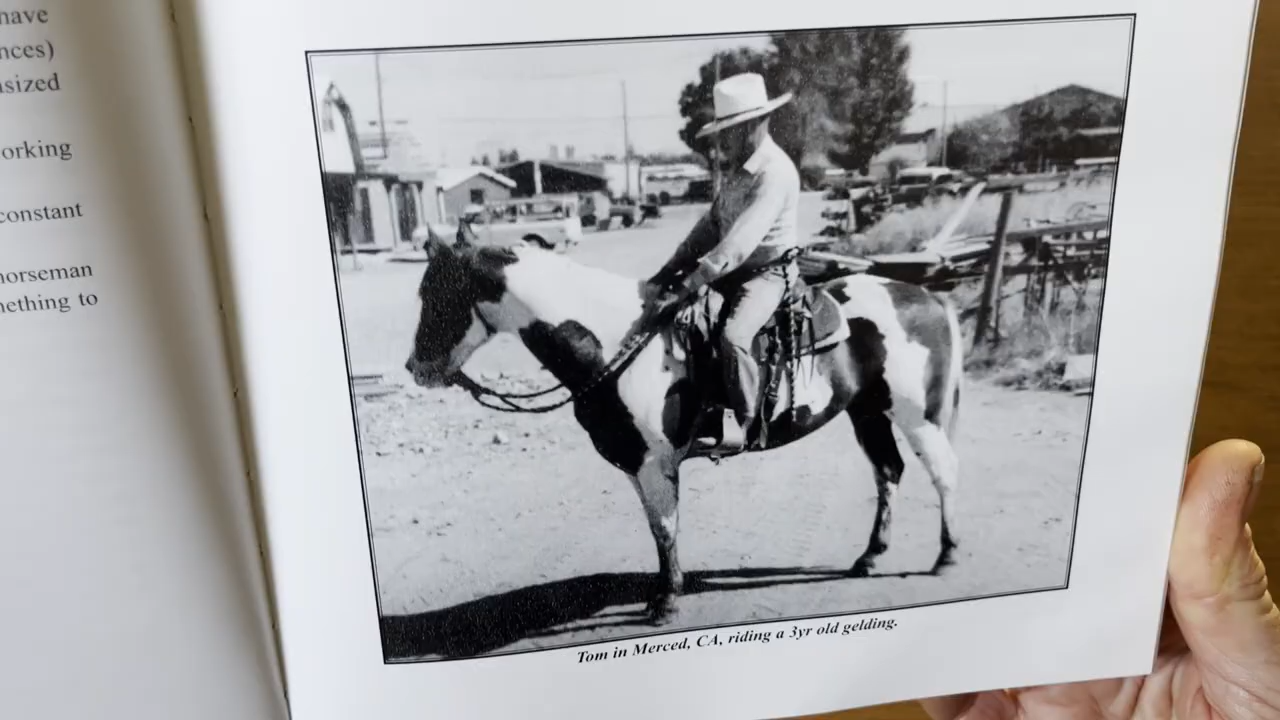 have
nces)
sized
orking
constant
horseman
nething to
Tom in Merced, CA, riding a 3yr old gelding.